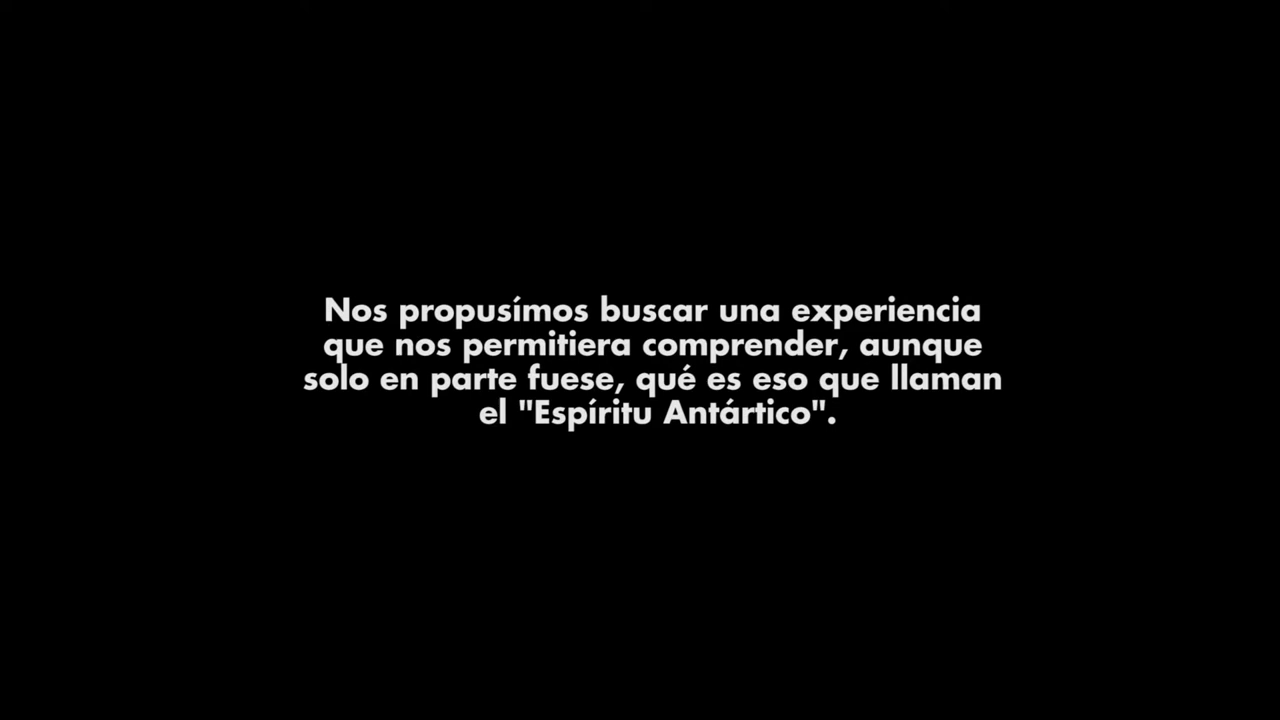 Nos propusímos buscar una experiencia
que nos permitiera comprender, aunque
solo en parte fuese, qué es eso que llaman
el "Espíritu Antártico".